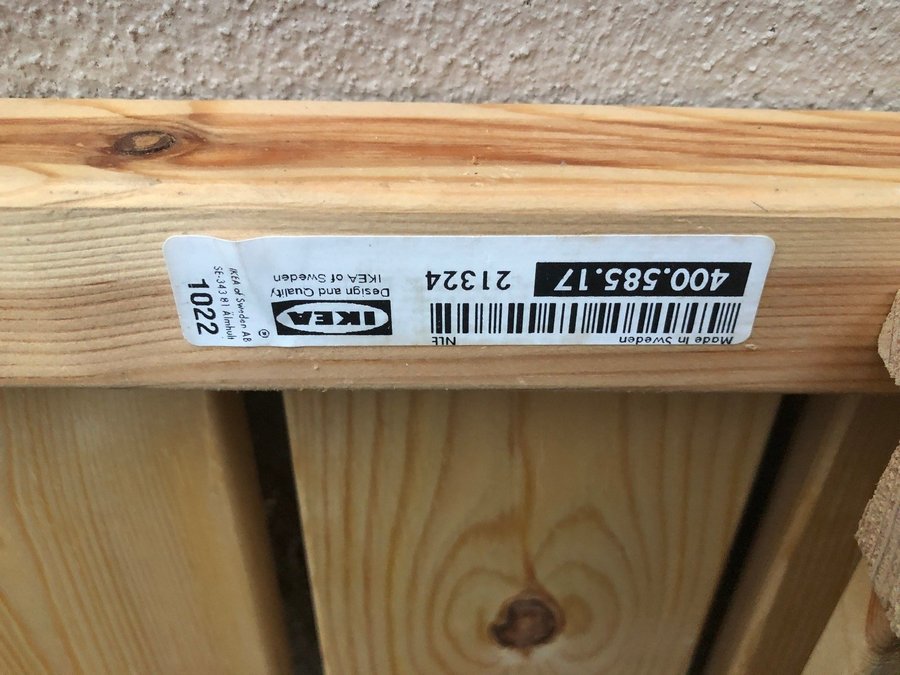 Made in Sweden
NLE
400.585.17
21324
IKEA
®
Design and Quality
IKEA of Sweden
1022
IKEA of Sweden AB
SE-343 81 Älmhult